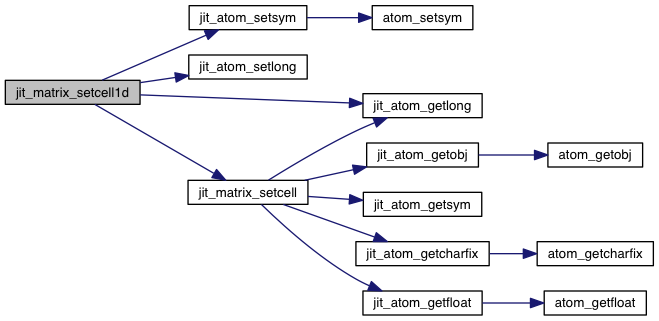 jit_atom_setsym
atom_setsym
jit_atom_setlong
jit_matrix_setcell1d
jit_atom_getlong
jit_atom_getobj
atom_getobj
jit_matrix_setcell
jit_atom_getsym
jit_atom_getcharfix
atom_getcharfix
jit_atom_getfloat
atom_getfloat